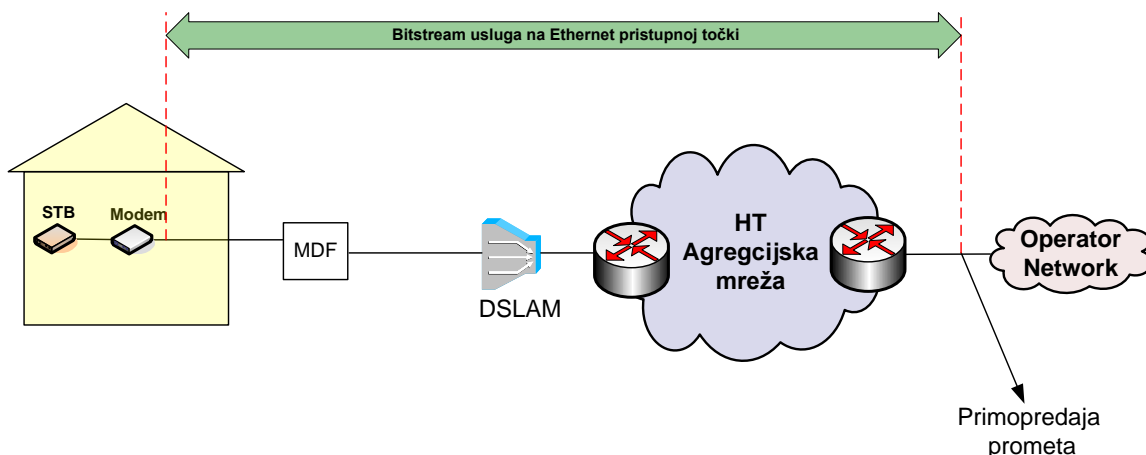 Bitstream usluga na Ethernet pristupnoj točki
STB
Modem
MDF
DSLAM
HT
Agregcijska
mreža
Operator
Network
Primopredaja
prometa